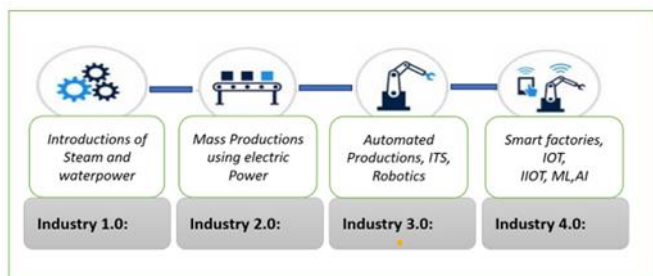 Introductions of
Steam and
waterpower
Mass Productions
using electric
Power
Automated
Productions, ITS,
Robotics
Smart factories,
IOT,
IIOT, ML,AI
Industry 1.0:
Industry 2.0:
Industry 3.0:
Industry 4.0: